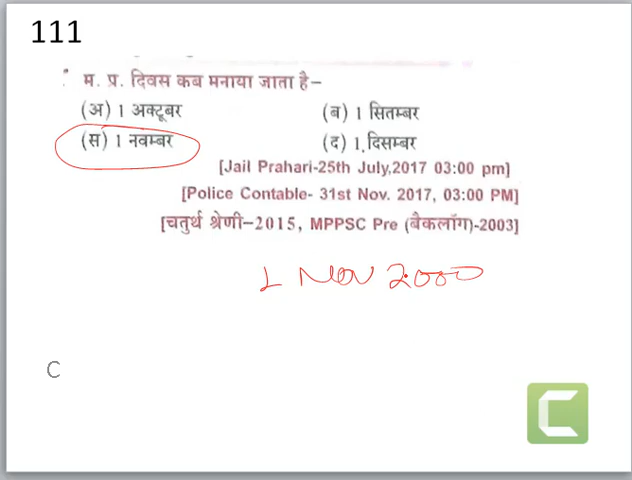 111
म. प्र. दिवस कब मनाया जाता है–
(अ) 1 अक्टूबर (ब) 1 सितम्बर
(स) 1 नवम्बर (द) 1 दिसम्बर
[Jail Prahari-25th July,2017 03:00 pm]
[Police Contable- 31st Nov. 2017, 03:00 PM]
[चतुर्थ श्रेणी–2015, MPPSC Pre (बैकलॉग)-2003]
1 Nov 2000
C